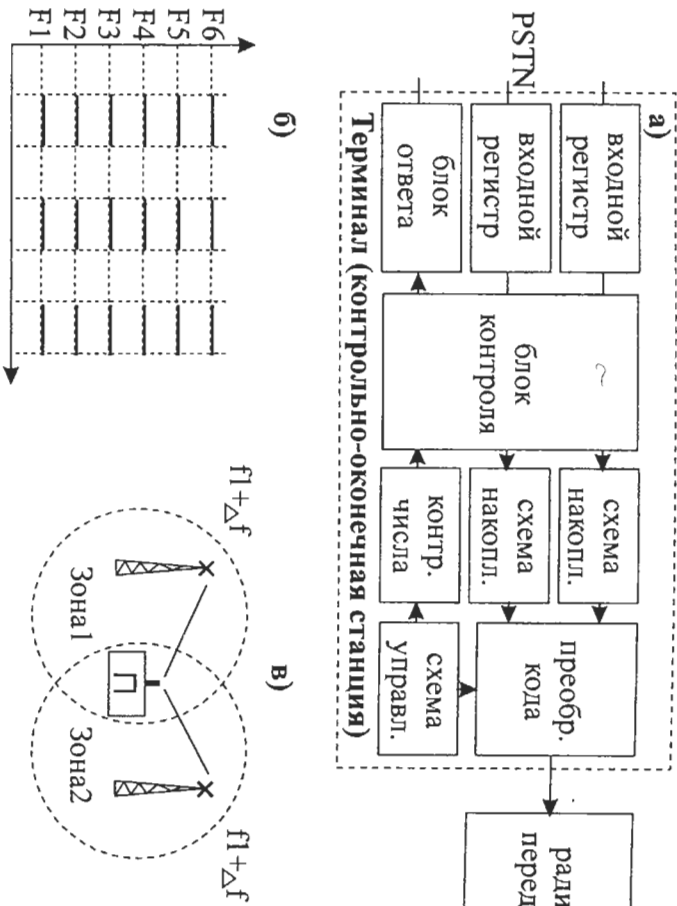 а)
PSTN
входной
регистр
входной
регистр
блок
ответа
блок
контроля
схема
накопл.
схема
накопл.
контр.
числа
преобр.
кода
схема
управл.
Терминал (контрольно-оконечная станция)
б)
F6
F5
F4
F3
F2
F1
в)
f1+△f
f1+△f
Зона1
Зона2
П